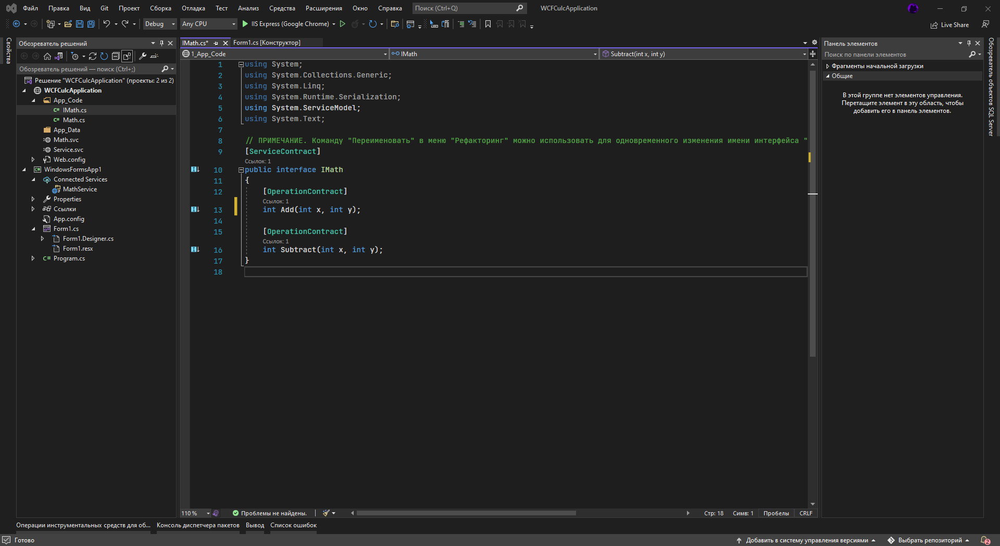 Файл Правка Вид Git Проект Сборка Отладка Тест Анализ Средства Расширения Окно Справка Поиск (Ctrl+Q) WCFCulcApplication
Debug Any CPU IIS Express (Google Chrome) Live Share
Свойства
Обозреватель решений
Обозреватель решений — поиск (Ctrl+;)
Решение "WCFCulcApplication" (проекты: 2 из 2)
WCFCulcApplication
App_Code
C# IMath.cs
C# Math.cs
App_Data
Math.svc
Service.svc
Web.config
C# WindowsFormsApp1
Connected Services
MathService
Properties
Ссылки
App.config
Form1.cs
Form1.Designer.cs
Form1.resx
C# Program.cs
IMath.cs* Form1.cs [Конструктор]
1_App_Code IMath Subtract(int x, int y)
1 using System;
2 using System.Collections.Generic;
3 using System.Linq;
4 using System.Runtime.Serialization;
5 using System.ServiceModel;
6 using System.Text;
7
8 // ПРИМЕЧАНИЕ. Команду "Переименовать" в меню "Рефакторинг" можно использовать для одновременного изменения имени интерфейса "
9 [ServiceContract]
Ссылок: 1
10 public interface IMath
11 {
12 [OperationContract]
Ссылок: 1
13 int Add(int x, int y);
14
15 [OperationContract]
Ссылок: 1
16 int Subtract(int x, int y);
17 }
18
110 % Проблемы не найдены. Стр: 18 Симв: 1 Пробелы CRLF
Панель элементов
Поиск по панели элементов
Фрагменты начальной загрузки
Общие
В этой группе нет элементов управления.
Перетащите элемент в эту область, чтобы
добавить его в панель элементов.
Обозреватель объектов SQL Server
Операции инструментальных средств для об... Консоль диспетчера пакетов Вывод Список ошибок
Готово Добавить в систему управления версиями Выбрать репозиторий 2